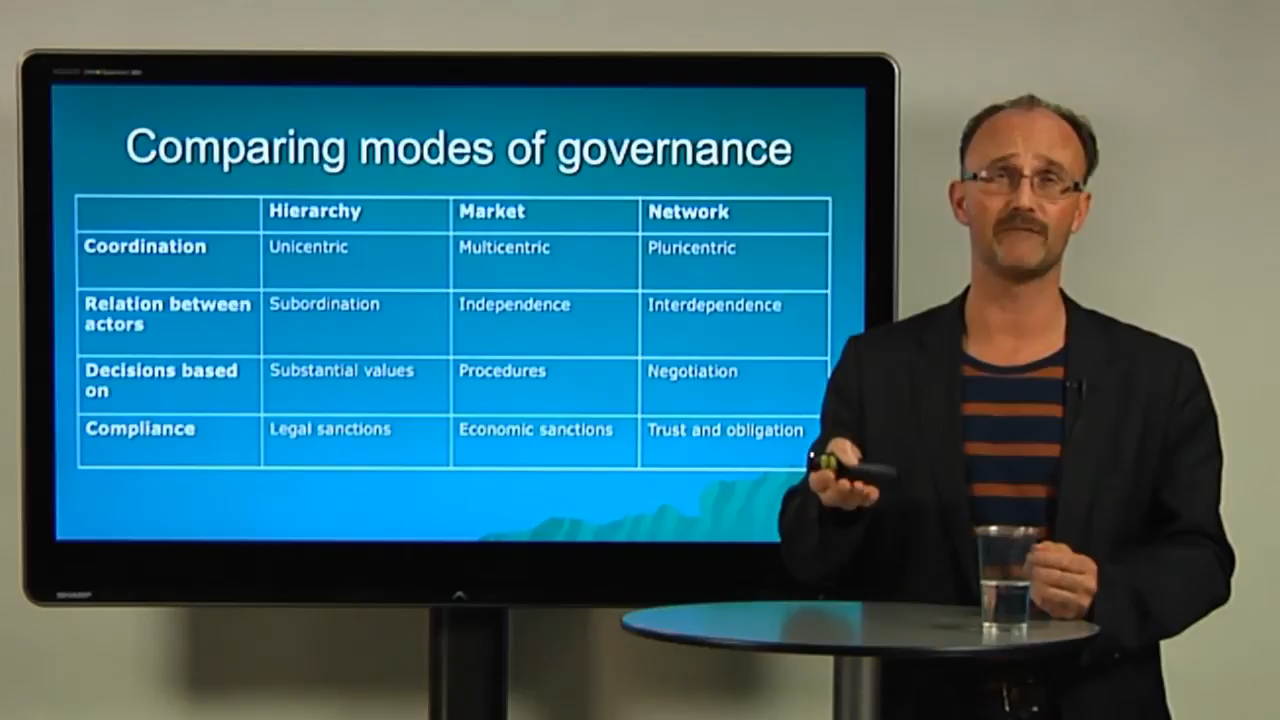 Comparing modes of governance
Hierarchy Market Network
Coordination Unicentric Multicentric Pluricentric
Relation between Subordination Independence Interdependence
actors
Decisions based Substantial values Procedures Negotiation
on
Compliance Legal sanctions Economic sanctions Trust and obligation
SHARP